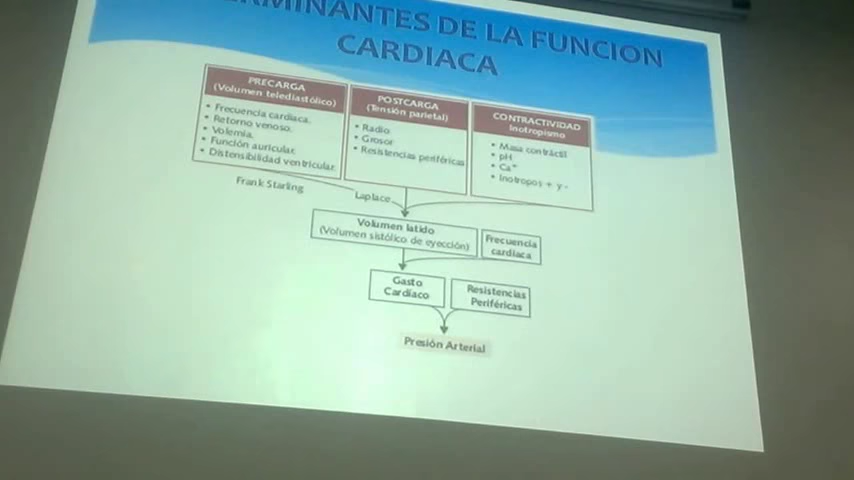 DE LA FUNCION
CARDIACA
PRECARGA
(Volumen telediastólico)
• Frecuencia cardiaca.
• Retorno venoso.
• Volemia.
• Función auricular.
• Distensibilidad ventricular.
POSTCARGA
(Tensión parietal)
• Radio
• Grosor
• Resistencias periféricas
CONTRACTIVIDAD
Inotropismo
• Masa contráctil
• pH
• Ca⁺
• Inotropos + y -
Frank Starling
Laplace
Volumen latido
(Volumen sistólico de eyección)
Frecuencia
cardiaca
Gasto
Cardíaco
Resistencias
Periféricas
Presión Arterial